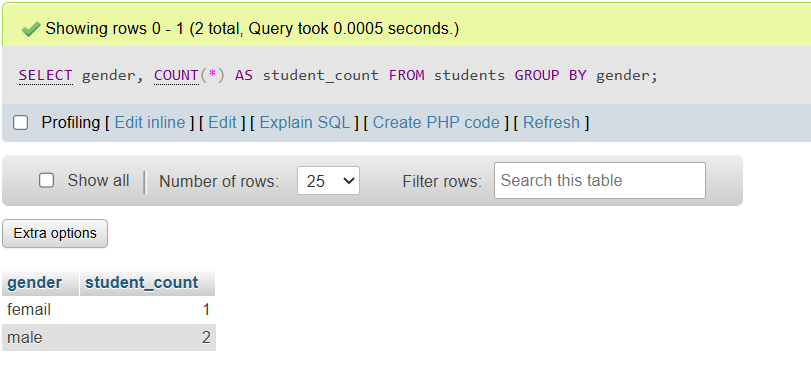 Showing rows 0 - 1 (2 total, Query took 0.0005 seconds.)
SELECT gender, COUNT(*) AS student_count FROM students GROUP BY gender;
Profiling [ Edit inline ] [ Edit ] [ Explain SQL ] [ Create PHP code ] [ Refresh ]
Show all Number of rows: 25 Filter rows: Search this table
Extra options
gender student_count
femail 1
male 2